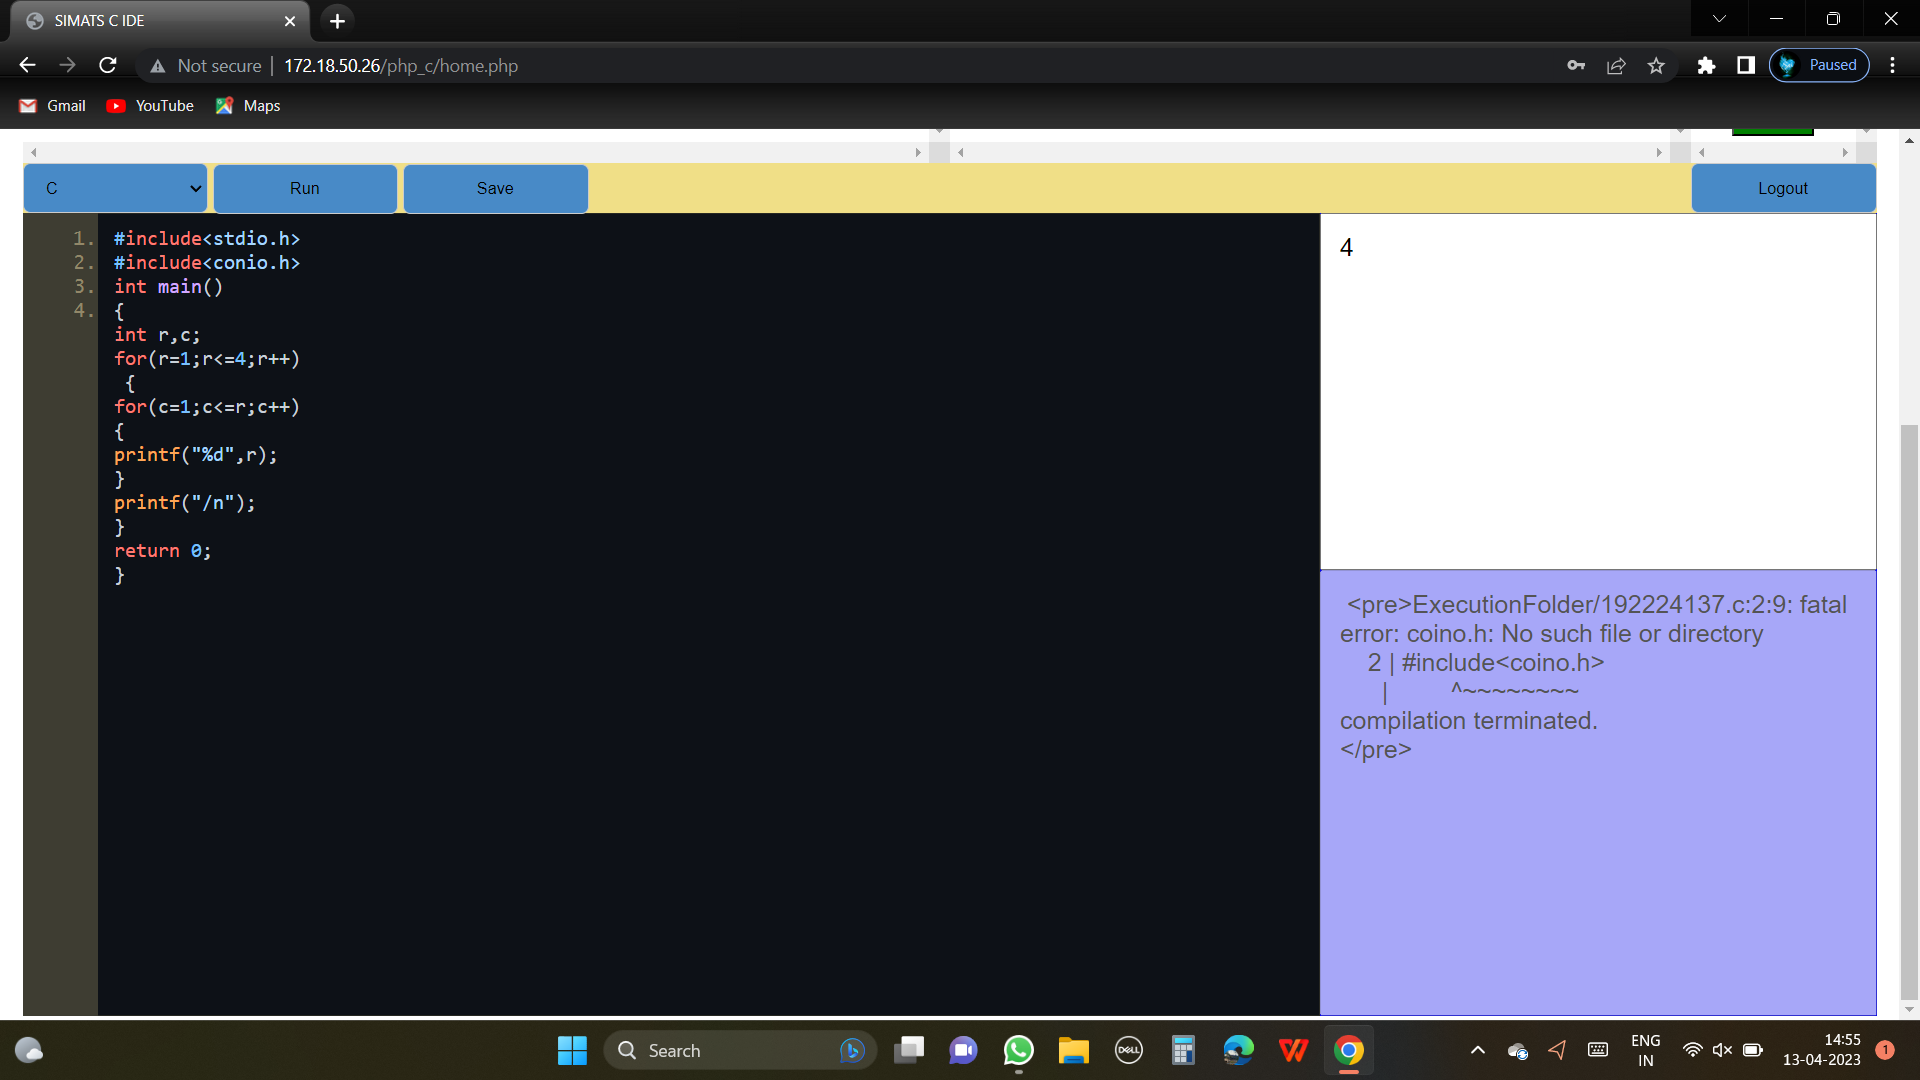 SIMATS C IDE
Not secure
172.18.50.26/php_c/home.php
Paused
Gmail
YouTube
Maps
C
Run
Save
Logout
1. #include<stdio.h>
2. #include<conio.h>
3. int main()
4. {
int r,c;
for(r=1;r<=4;r++)
{
for(c=1;c<=r;c++)
{
printf("%d",r);
}
printf("/n");
}
return 0;
}
4
<pre>ExecutionFolder/192224137.c:2:9: fatal
error: coino.h: No such file or directory
2 | #include<coino.h>
| ^~~~~~~~~
compilation terminated.
</pre>
Search
DELL
ENG
IN
14:55
13-04-2023
1